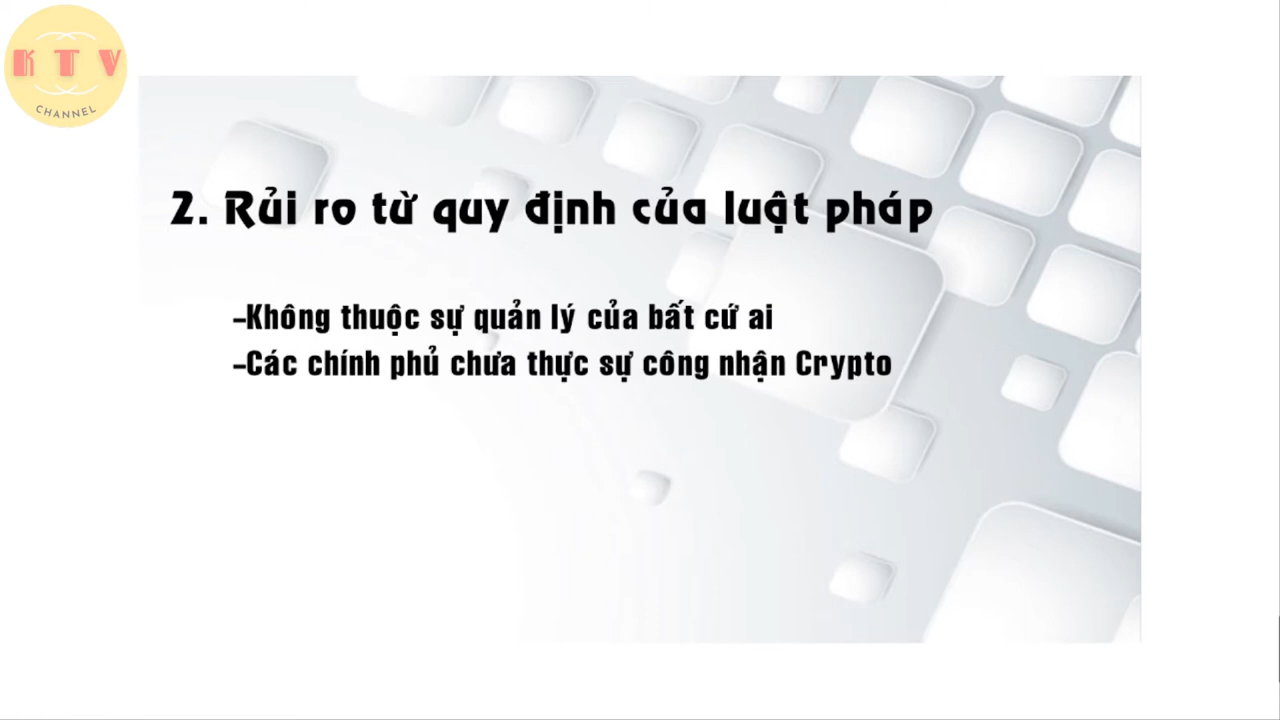 KTV
CHANNEL
2. Rủi ro từ quy định của luật pháp
-Không thuộc sự quản lý của bất cứ ai
-Các chính phủ chưa thực sự công nhận Crypto